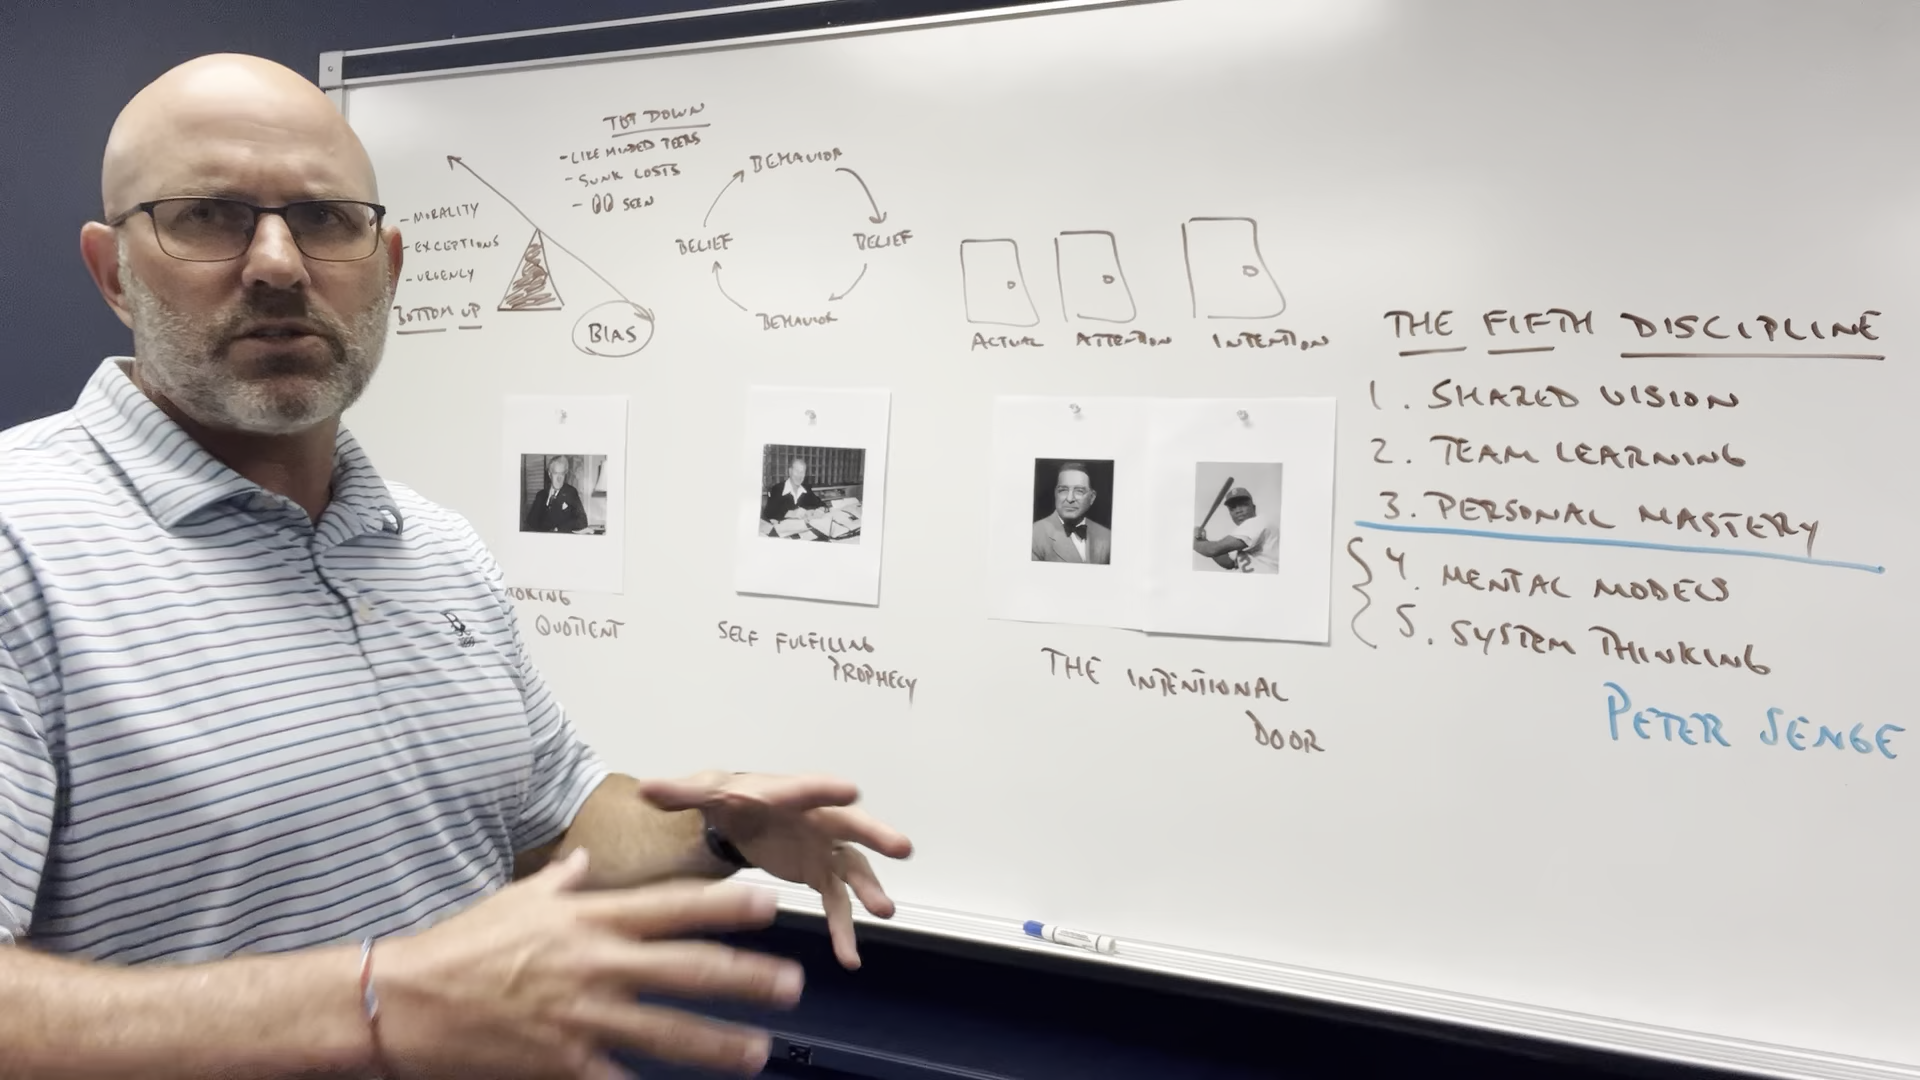 TOP DOWN
- LIKE MINDED PEERS
- SUNK COSTS
- SEEN
- MORALITY
- EXCEPTIONS
- URGENCY
BOTTOM UP
BIAS
BEHAVIOR
BELIEF
BELIEF
BEHAVIOR
ACTUAL
ATTENTION
INTENTION
OKING
QUOTIENT
SELF FULFILLING
PROPHECY
THE INTENTIONAL
DOOR
THE FIFTH DISCIPLINE
1. SHARED VISION
2. TEAM LEARNING
3. PERSONAL MASTERY
4. MENTAL MODELS
5. SYSTEM THINKING
PETER SENGE